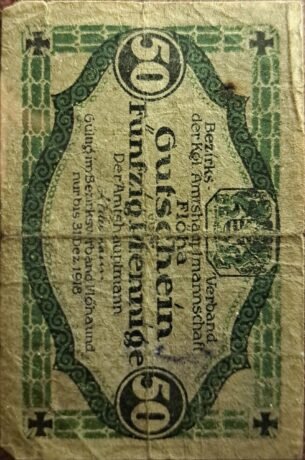 Bezirks Verband
der Kgl. Amtshauptmannschaft
Flöha
Gutschein
50 Fünfzig Pfennige 50
Der Amtshauptmann
Gültig im Bezirksverband Flöha und
nur bis 31. Dez. 1918